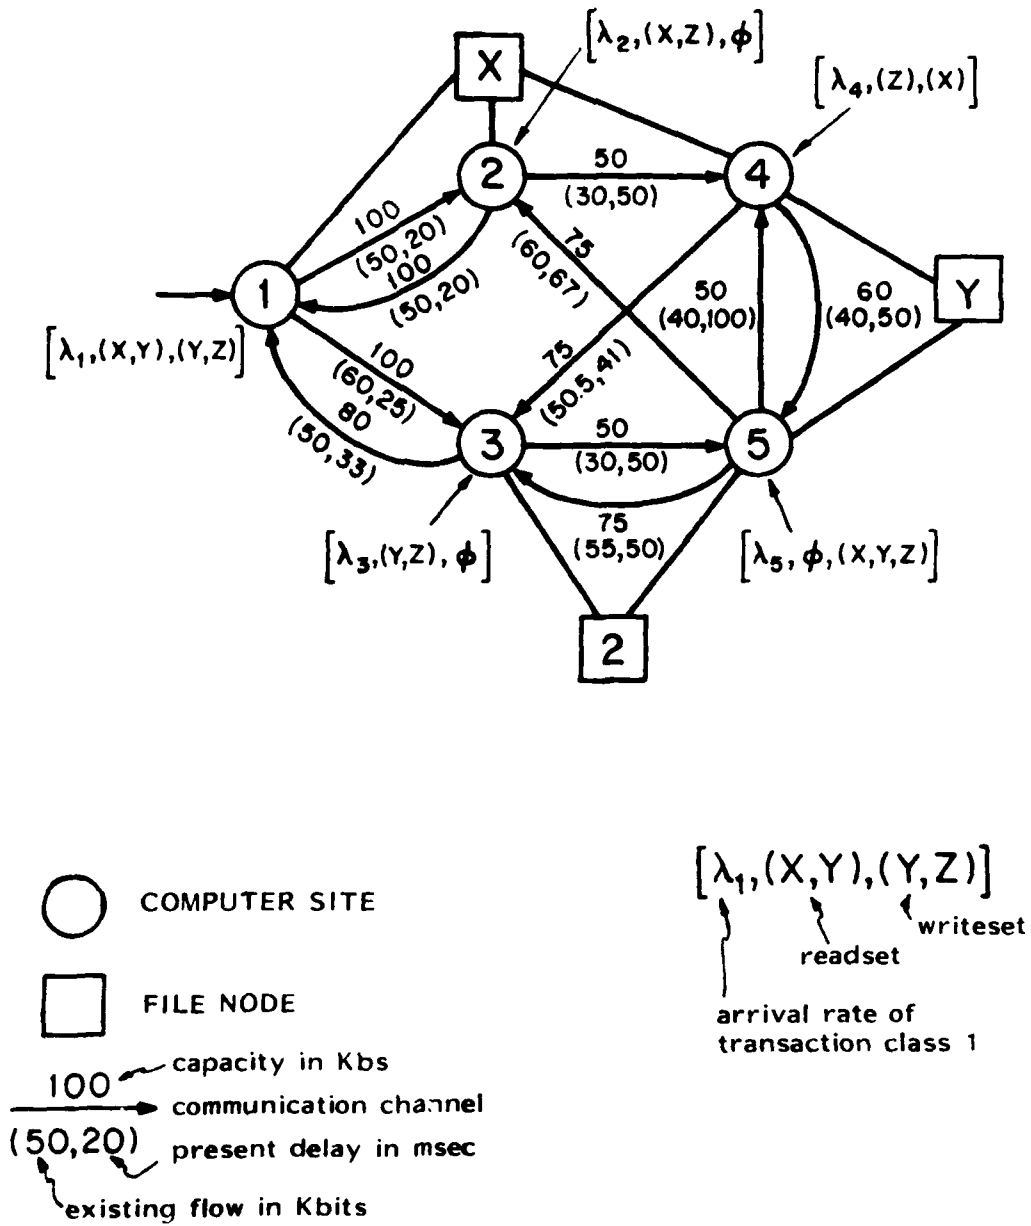 [λ₂,(X,Z),ϕ]
X
[λ₄,(Z),(X)]
2
50
(30,50)
4
100
(50,20)
100
(50,20)
75
(60,67)
1
[λ₁,(X,Y),(Y,Z)]
Y
50
(40,100)
60
(40,50)
100
(60,25)
80
(50,33)
75
(50.5,41)
3
50
(30,50)
5
75
(55,50)
[λ₃,(Y,Z),ϕ]
[λ₅,ϕ,(X,Y,Z)]
2
COMPUTER SITE
FILE NODE
100
capacity in Kbs
communication channel
(50,20)
present delay in msec
existing flow in Kbits
[λ₁,(X,Y),(Y,Z)]
writeset
readset
arrival rate of
transaction class 1